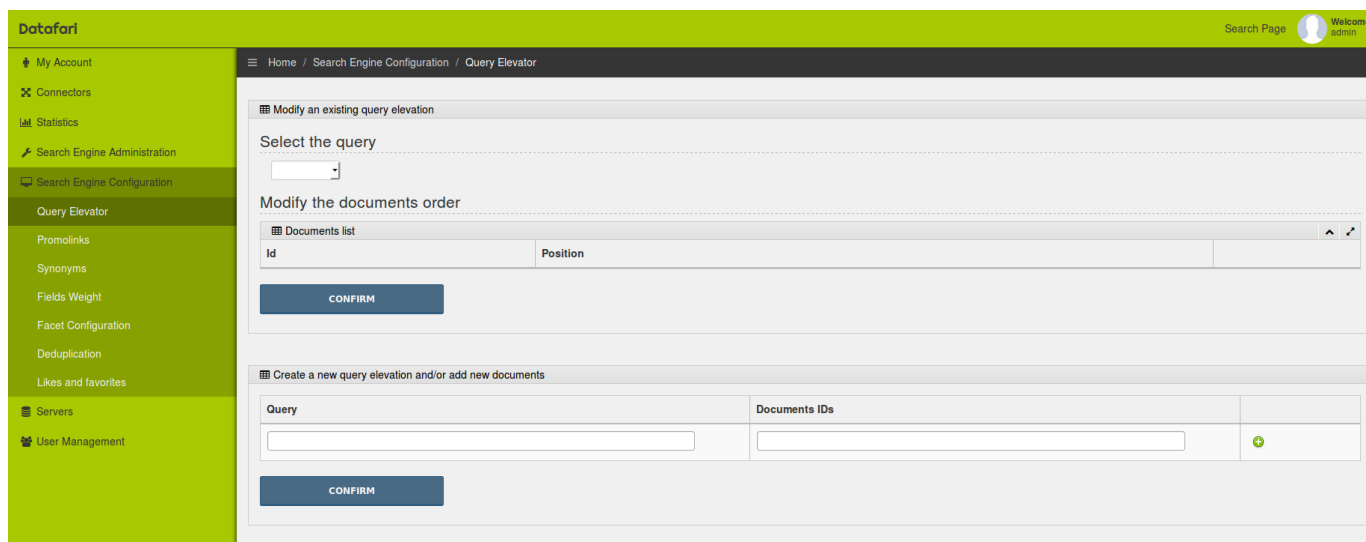 Datafari
Search Page
Welcom
admin
My Account
Connectors
Statistics
Search Engine Administration
Search Engine Configuration
Query Elevator
Promolinks
Synonyms
Fields Weight
Facet Configuration
Deduplication
Likes and favorites
Servers
User Management
Home / Search Engine Configuration / Query Elevator
Modify an existing query elevation
Select the query
Modify the documents order
Documents list
Id Position
CONFIRM
Create a new query elevation and/or add new documents
Query Documents IDs
CONFIRM